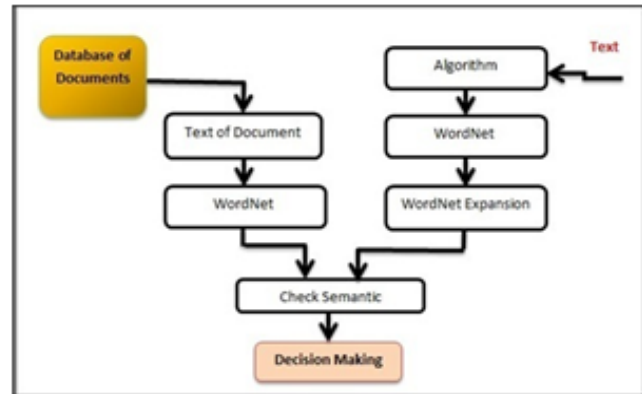 Database of
Documents
Text
Algorithm
Text of Document
WordNet
WordNet
WordNet Expansion
Check Semantic
Decision Making